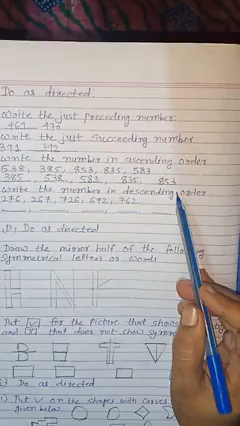 Do as directed:
Write the just preceding number:
469 470
Write the just Succeeding number
391 392
Write the number in ascending order
538, 385, 853, 835, 583
385 538, 583, 835, 853
Write the number in descending order
276, 267, 726, 672, 762
Do as directed
Draw the mirror half of the following
Symmetrical letters or words
Put for the picture that shows
and that does not show
B H T V
Do as directed
1) Put V on the shapes with Curves
given below